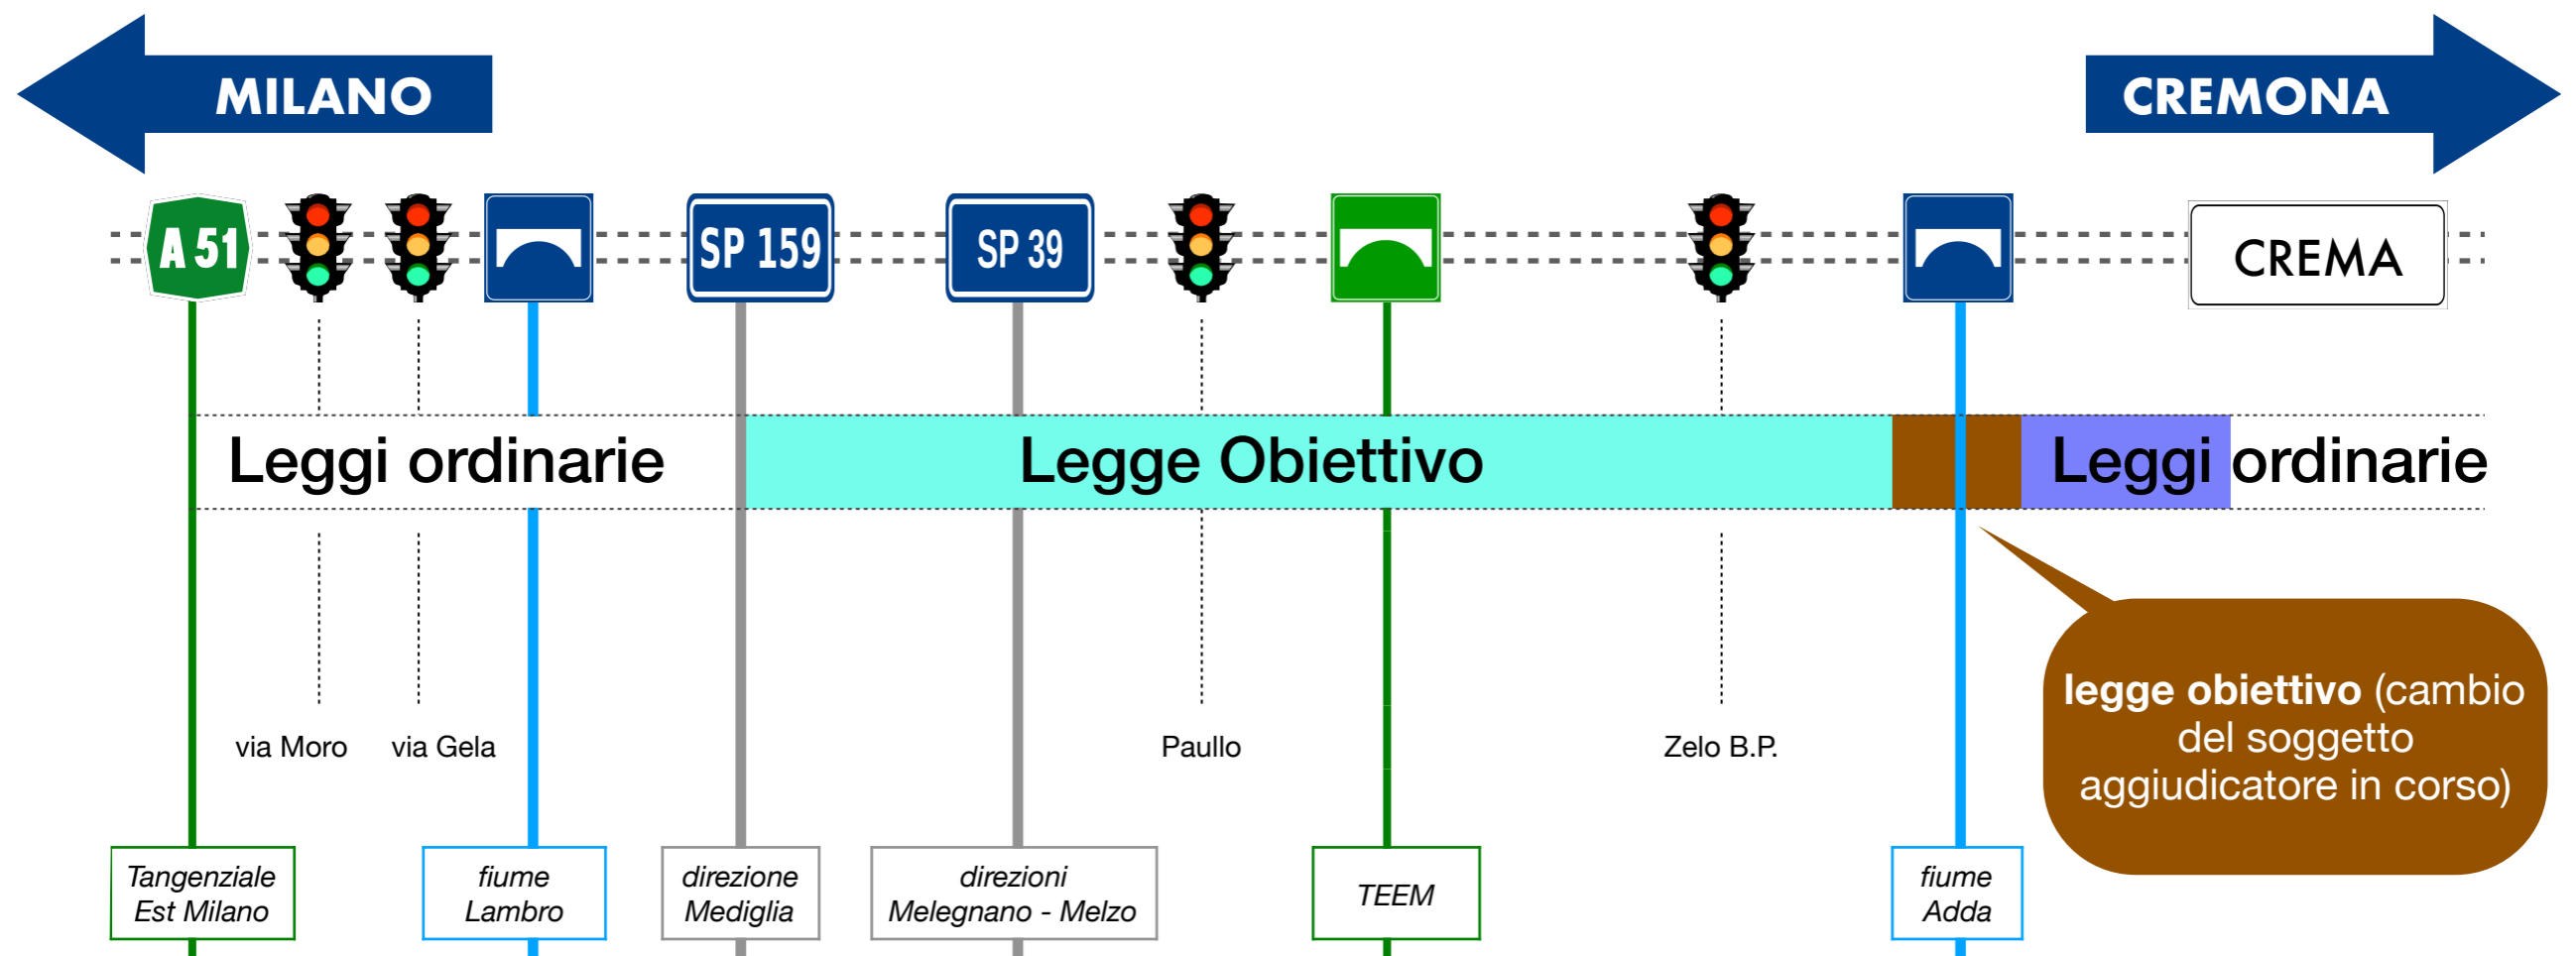 MILANO
CREMONA
A 51
SP 159
SP 39
CREMA
Leggi ordinarie
Legge Obiettivo
Leggi ordinarie
legge obiettivo (cambio
del soggetto
aggiudicatore in corso)
via Moro
via Gela
Paullo
Zelo B.P.
Tangenziale
Est Milano
fiume
Lambro
direzione
Mediglia
direzioni
Melegnano - Melzo
TEEM
fiume
Adda